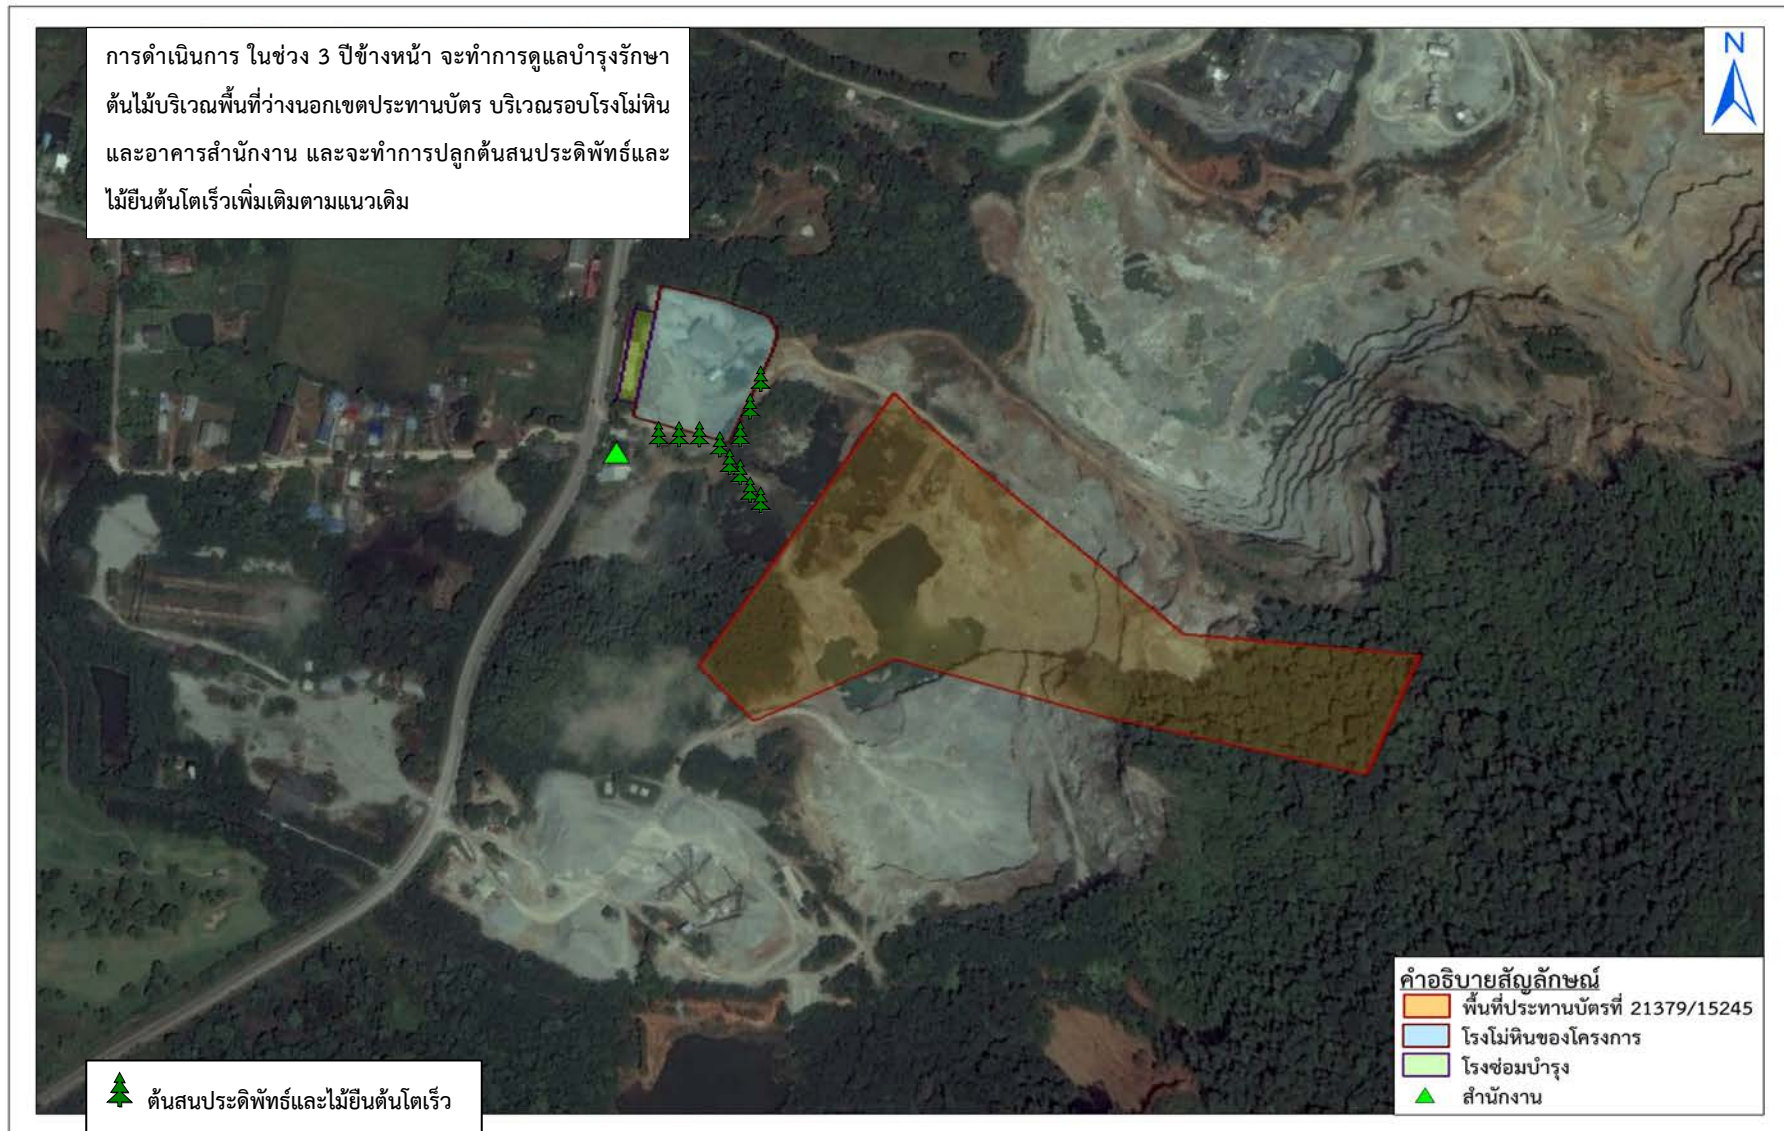 การดำเนินการ ในช่วง 3 ปีข้างหน้า จะทำการดูแลบำรุงรักษา
ต้นไม้บริเวณพื้นที่ว่างนอกเขตประทานบัตร บริเวณรอบโรงโม่หิน
และอาคารสำนักงาน และจะทำการปลูกต้นสนประดิพัทธ์และ
ไม้ยืนต้นโตเร็วเพิ่มเติมตามแนวเดิม
N
คำอธิบายสัญลักษณ์
พื้นที่ประทานบัตรที่ 21379/15245
โรงโม่หินของโครงการ
โรงซ่อมบำรุง
สำนักงาน
ต้นสนประดิพัทธ์และไม้ยืนต้นโตเร็ว